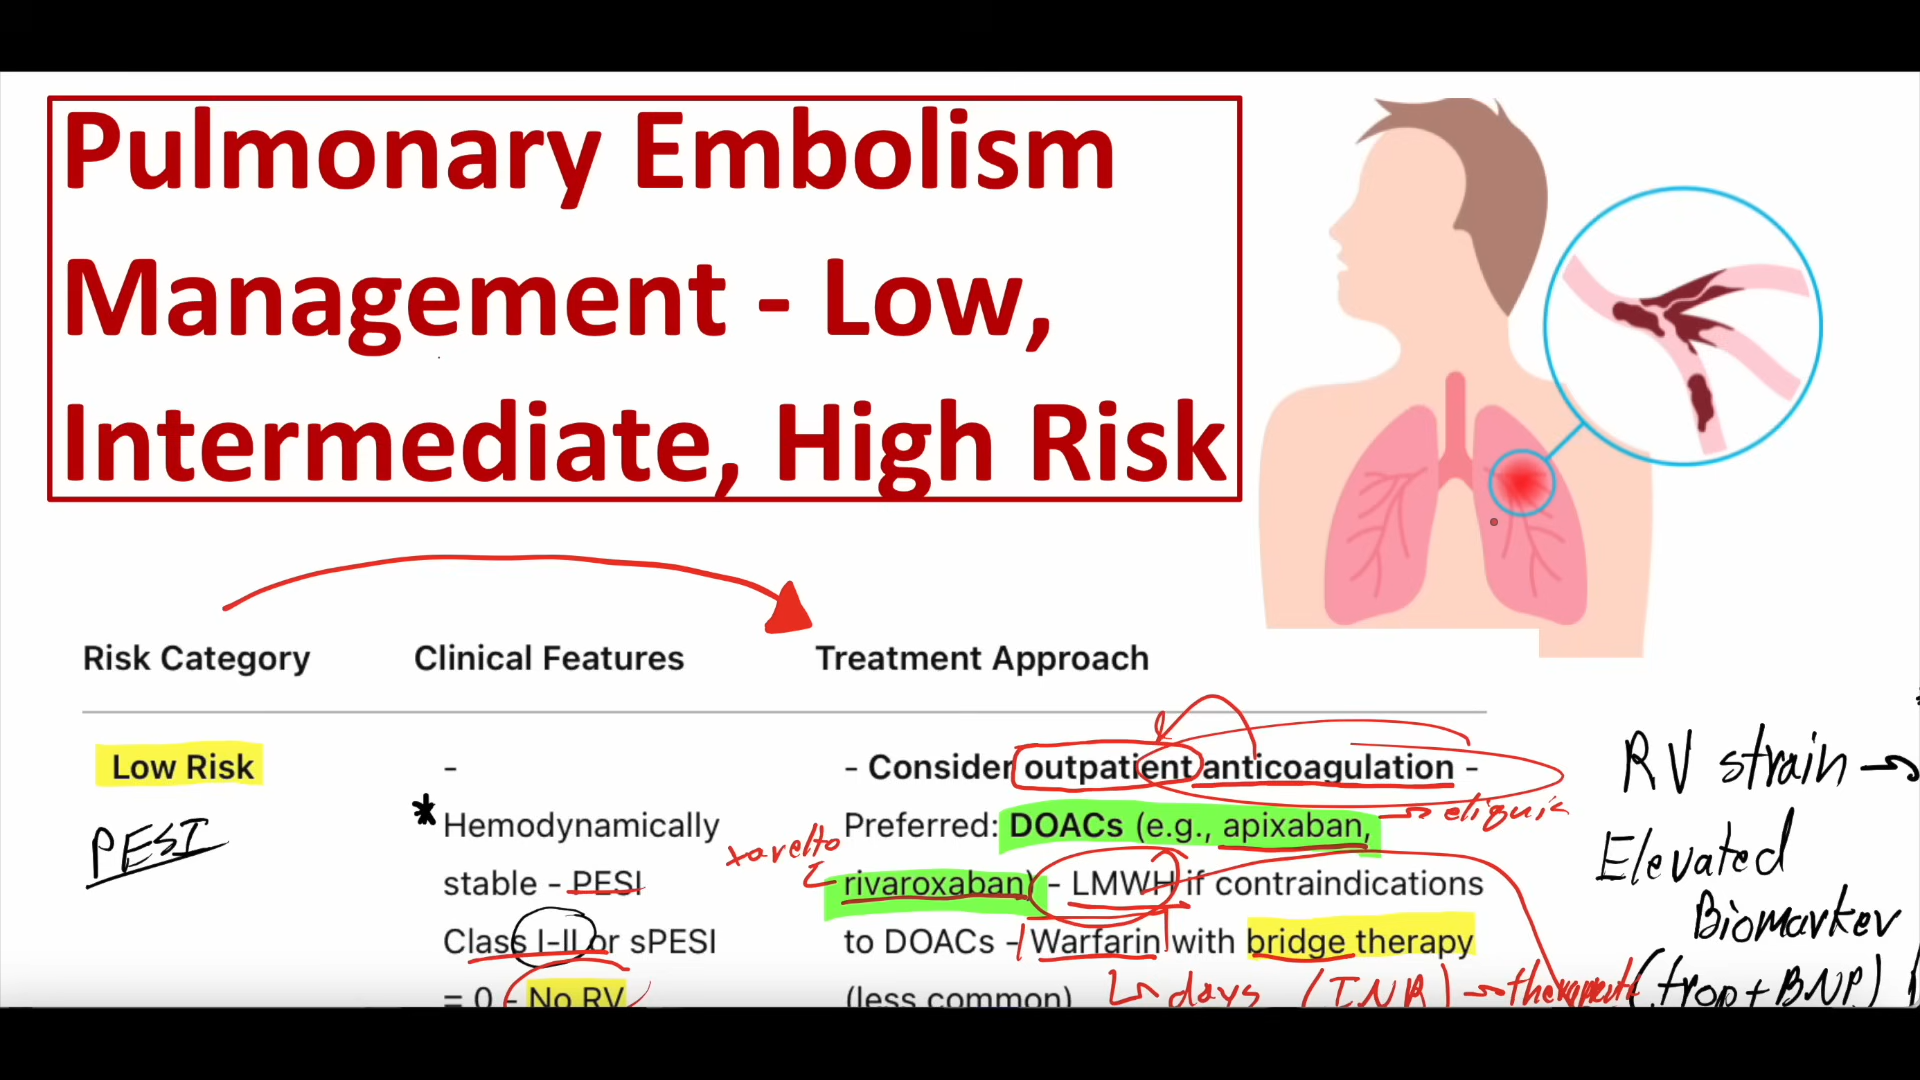 Pulmonary Embolism
Management - Low,
Intermediate, High Risk
Risk Category Clinical Features Treatment Approach
Low Risk
PESI
-
* Hemodynamically
stable - PESI
Class I-II or sPESI
= 0 - No RV
- Consider outpatient anticoagulation -
Preferred: DOACs (e.g., apixaban,
rivaroxaban) - LMWH if contraindications
to DOACs - Warfarin with bridge therapy
(less common)
xarelto
eliquis
days (INR) → therapeutic
RV strain →
Elevated
Biomarker
(trop + BNP)